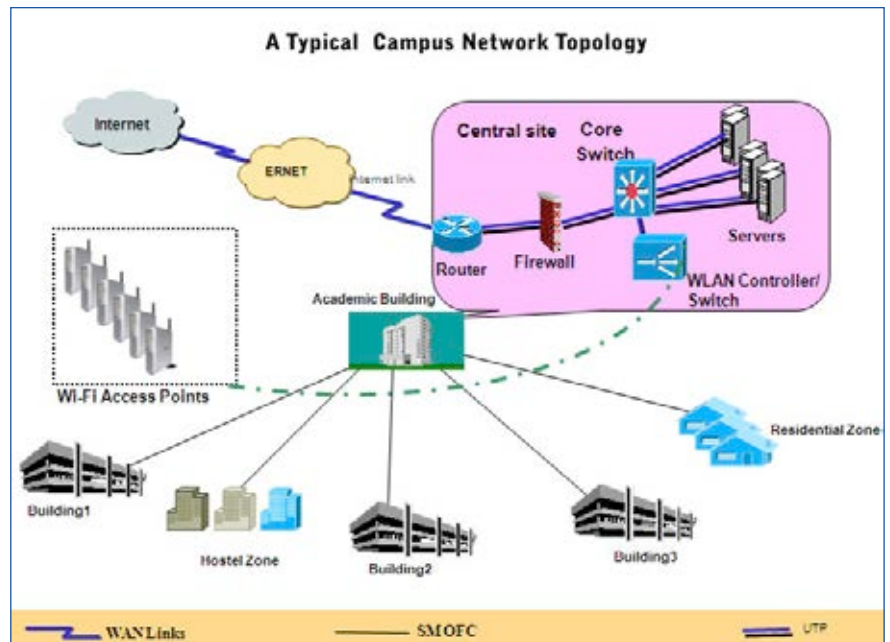 A Typical Campus Network Topology
Internet
ERNET
Internet link
Central site
Core
Switch
Router
Firewall
Servers
WLAN Controller/
Switch
Academic Building
Wi-Fi Access Points
Residential Zone
Building1
Hostel Zone
Building2
Building3
WAN Links
SM OFC
UTP